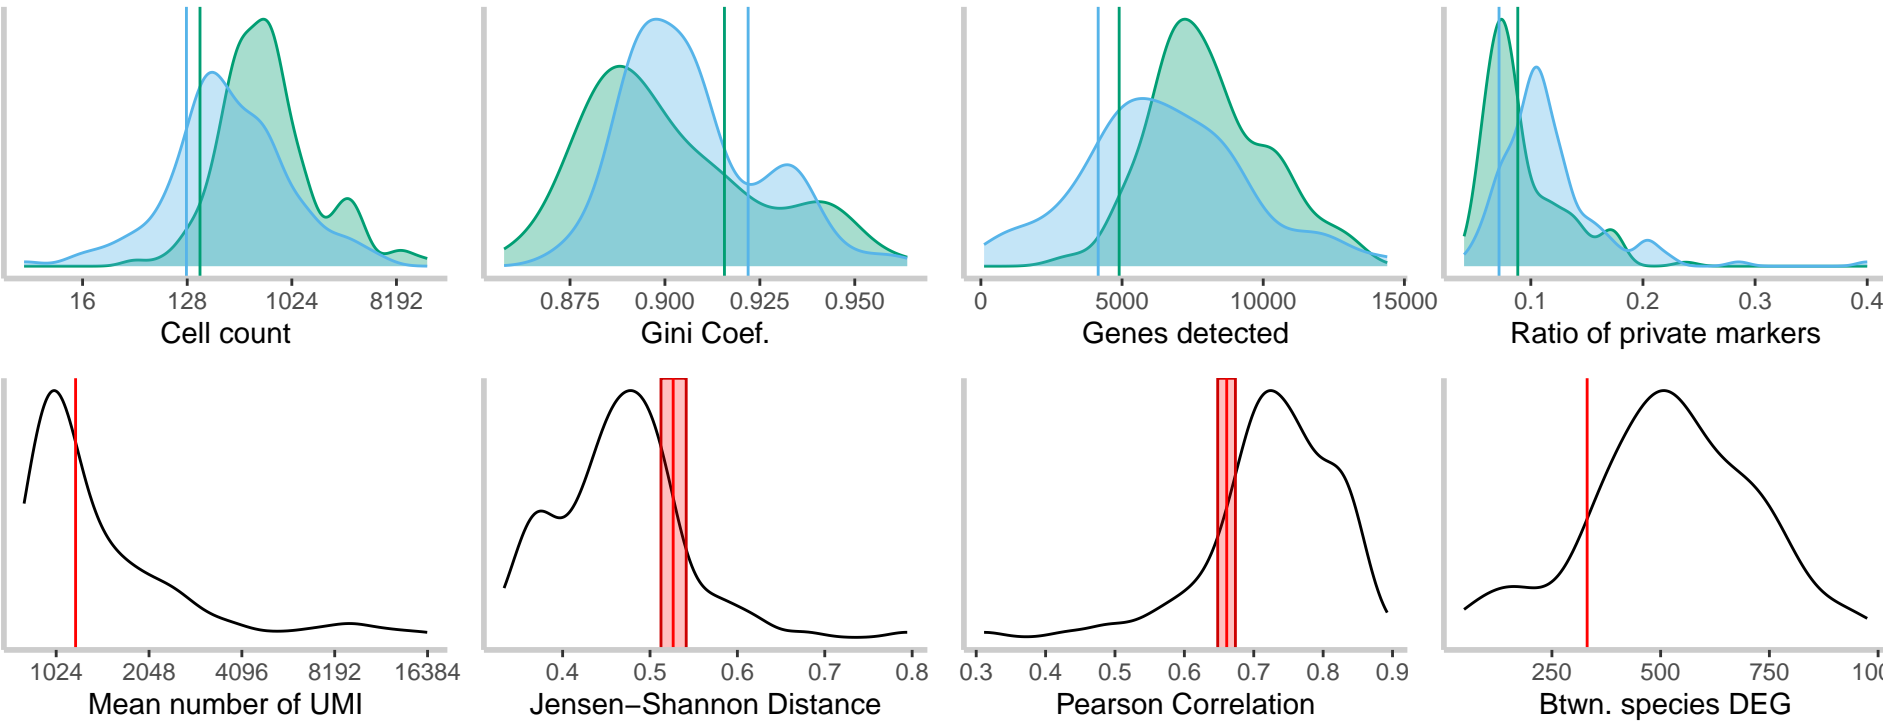 16 128 1024 8192
Cell count
0.875 0.900 0.925 0.950
Gini Coef.
0 5000 10000 15000
Genes detected
0.1 0.2 0.3 0.4
Ratio of private markers
1024 2048 4096 8192 16384
Mean number of UMI
0.4 0.5 0.6 0.7 0.8
Jensen−Shannon Distance
0.3 0.4 0.5 0.6 0.7 0.8 0.9
Pearson Correlation
250 500 750 100
Btwn. species DEG